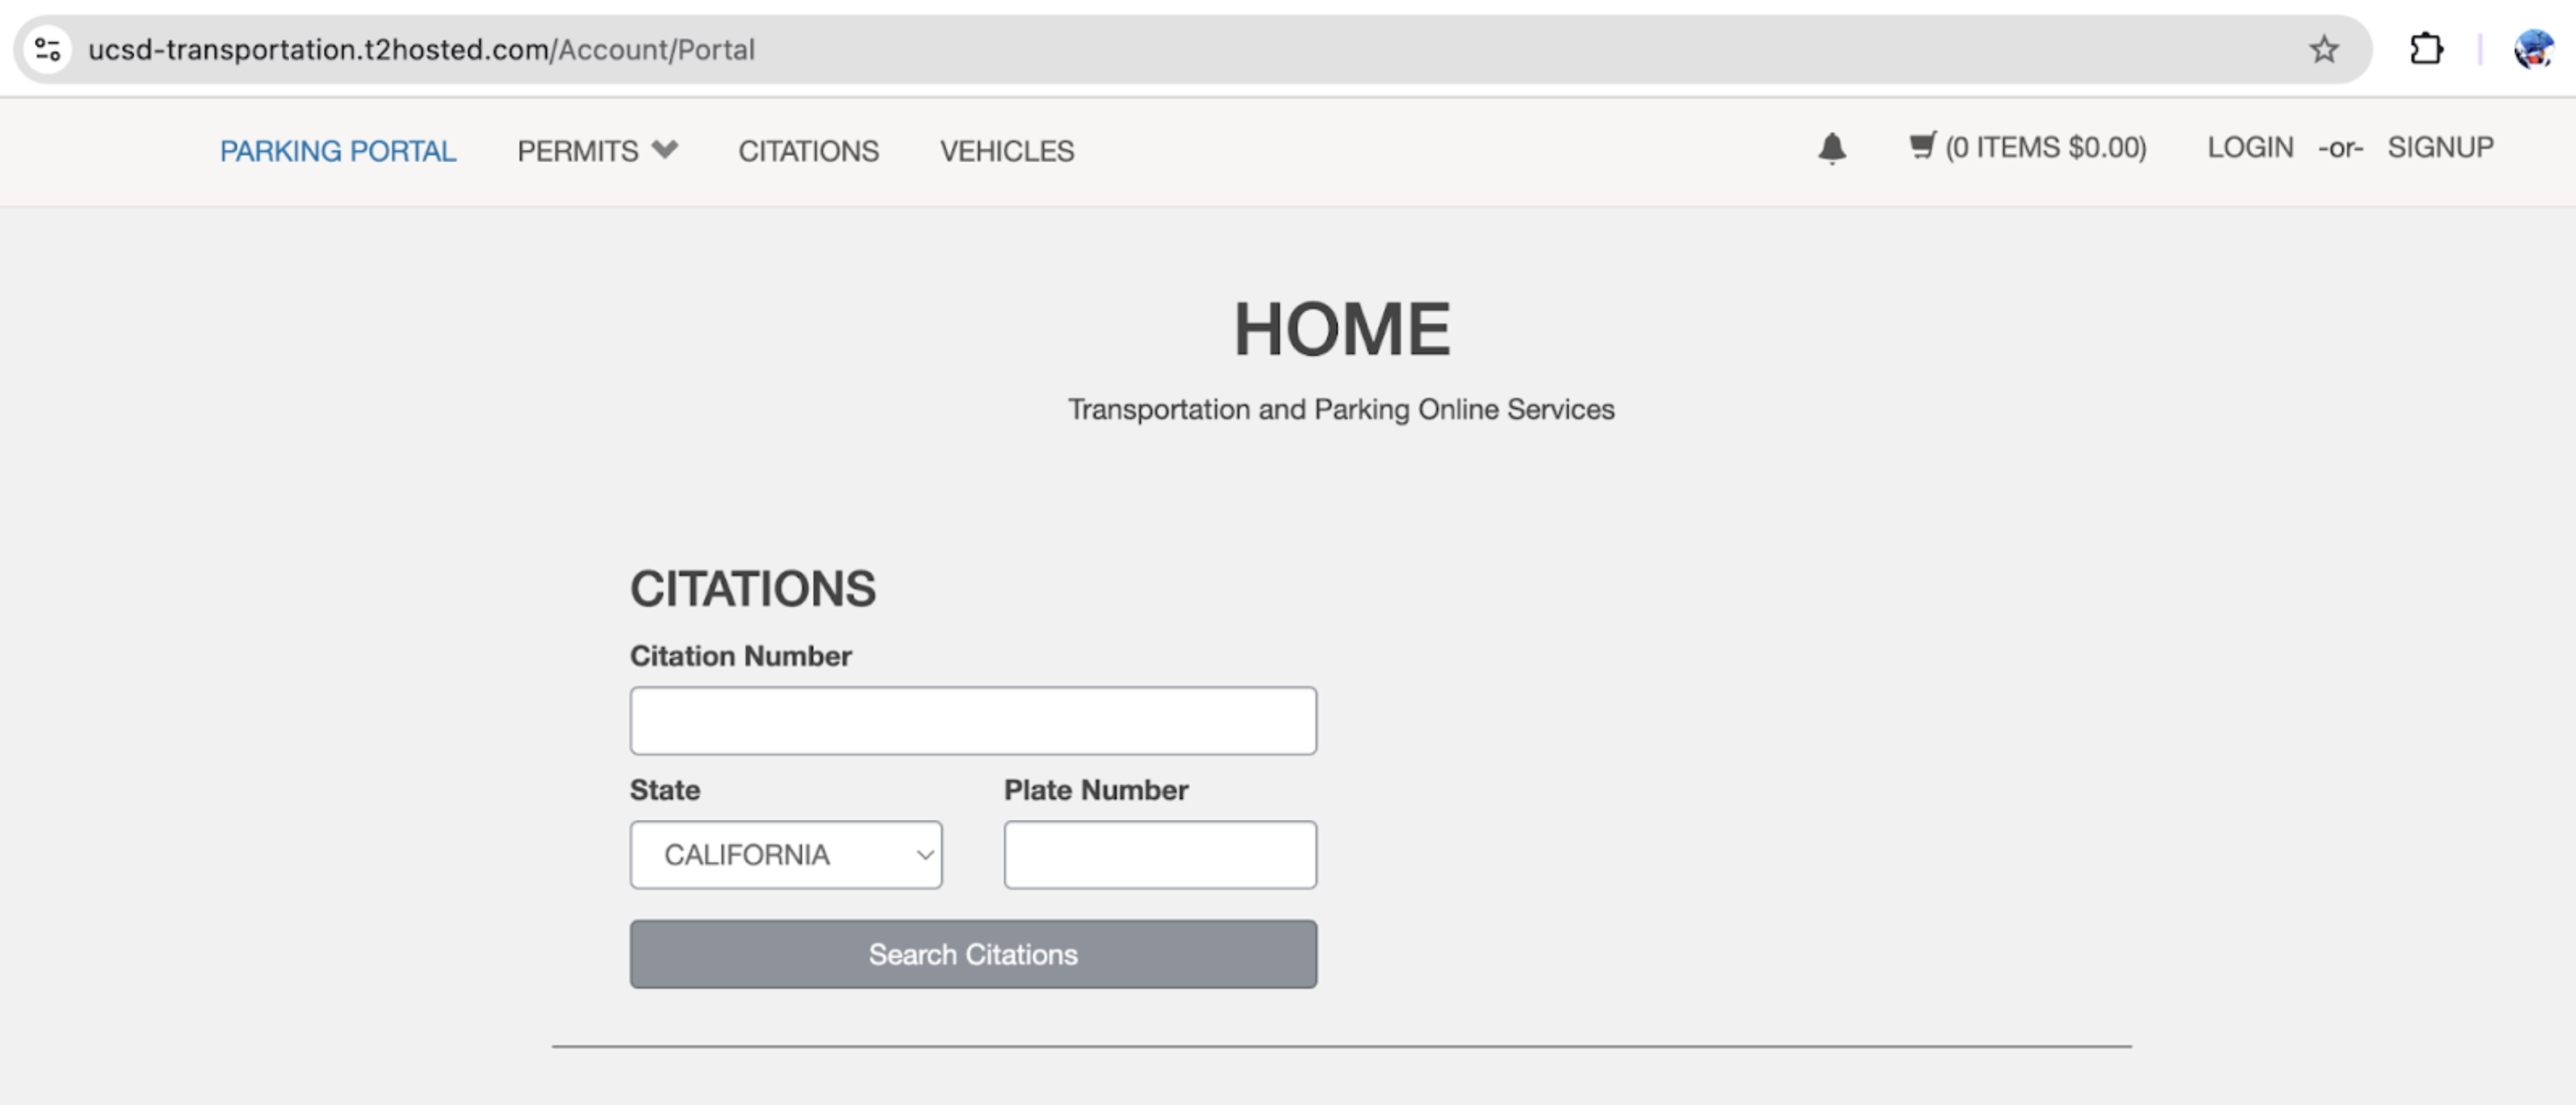 ucsd-transportation.t2hosted.com/Account/Portal
PARKING PORTAL PERMITS CITATIONS VEHICLES (0 ITEMS $0.00) LOGIN -or- SIGNUP
HOME
Transportation and Parking Online Services
CITATIONS
Citation Number
State Plate Number
CALIFORNIA
Search Citations